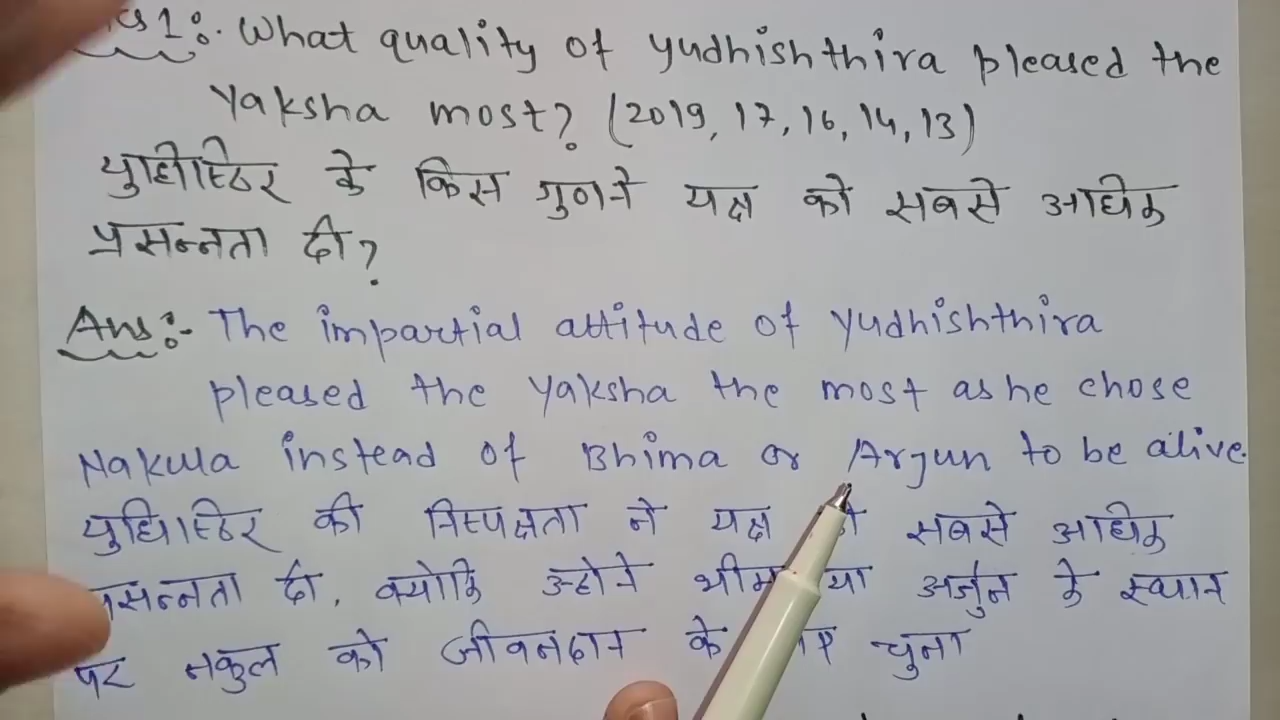 1:. What quality of Yudhishthira pleased the
Yaksha most? (2019, 17, 16, 14, 13)
युधिष्ठिर के किस गुण ने यक्ष को सबसे अधिक
प्रसन्नता दी?
Ans:- The impartial attitude of Yudhishthira
pleased the Yaksha the most as he chose
Nakula instead of Bhima or Arjun to be alive.
युधिष्ठिर की निष्पक्षता ने यक्ष सबसे अधिक
दी, क्योंकि उन्होने भीम या अर्जुन के स्थान
पर नकुल को जीवनदान के चुना